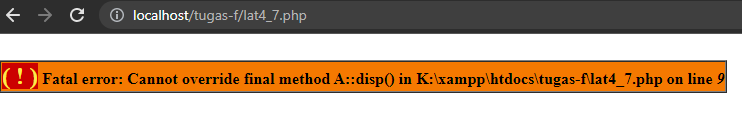 localhost/tugas-f/lat4_7.php
( ! ) Fatal error: Cannot override final method A::disp() in K:\xampp\htdocs\tugas-f\lat4_7.php on line 9